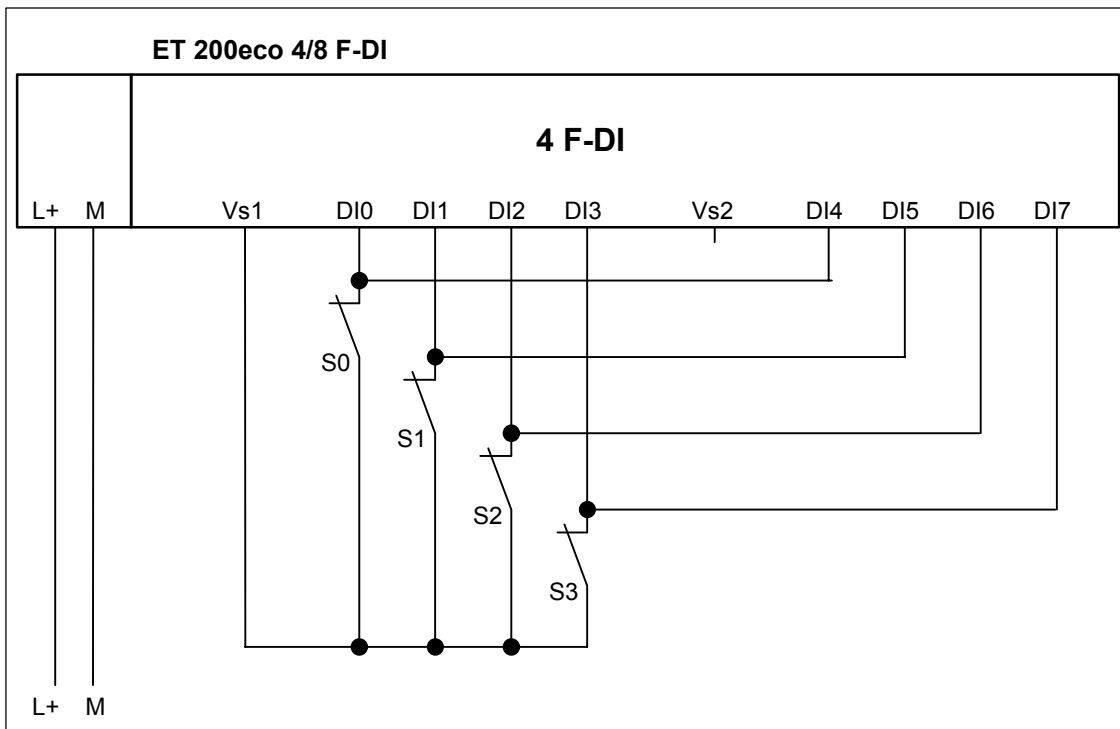 ET 200eco 4/8 F-DI
4 F-DI
L+ M Vs1 DI0 DI1 DI2 DI3 Vs2 DI4 DI5 DI6 DI7
S0
S1
S2
S3
L+ M